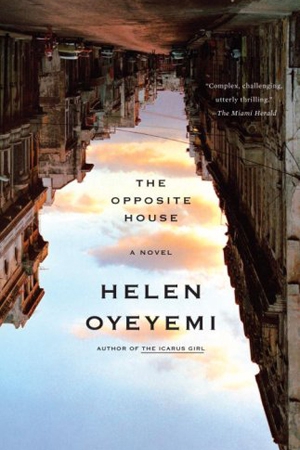 "Complex, challenging,
utterly thrilling."
—The Miami Herald
THE
OPPOSITE
HOUSE
A NOVEL
HELEN
OYEYEMI
AUTHOR OF THE ICARUS GIRL